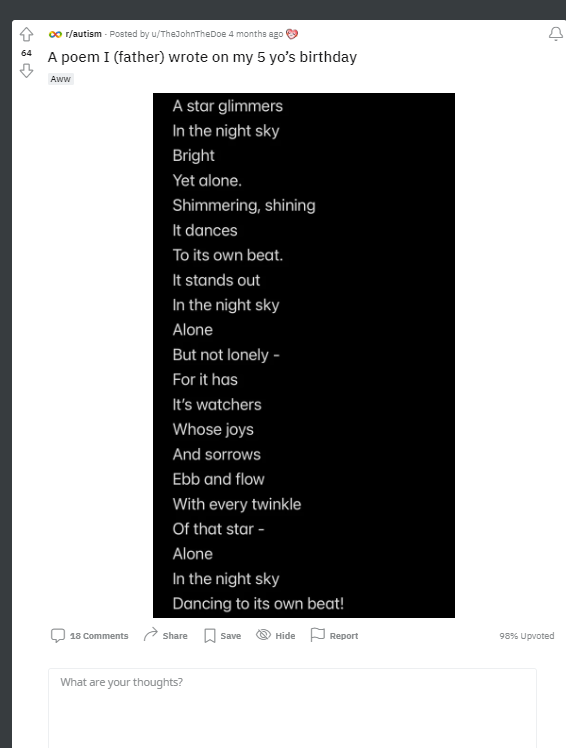 r/autism · Posted by u/TheJohnTheDoe 4 months ago
64
A poem I (father) wrote on my 5 yo’s birthday
Aww
A star glimmers
In the night sky
Bright
Yet alone.
Shimmering, shining
It dances
To its own beat.
It stands out
In the night sky
Alone
But not lonely -
For it has
It’s watchers
Whose joys
And sorrows
Ebb and flow
With every twinkle
Of that star -
Alone
In the night sky
Dancing to its own beat!
18 Comments Share Save Hide Report 98% Upvoted
What are your thoughts?